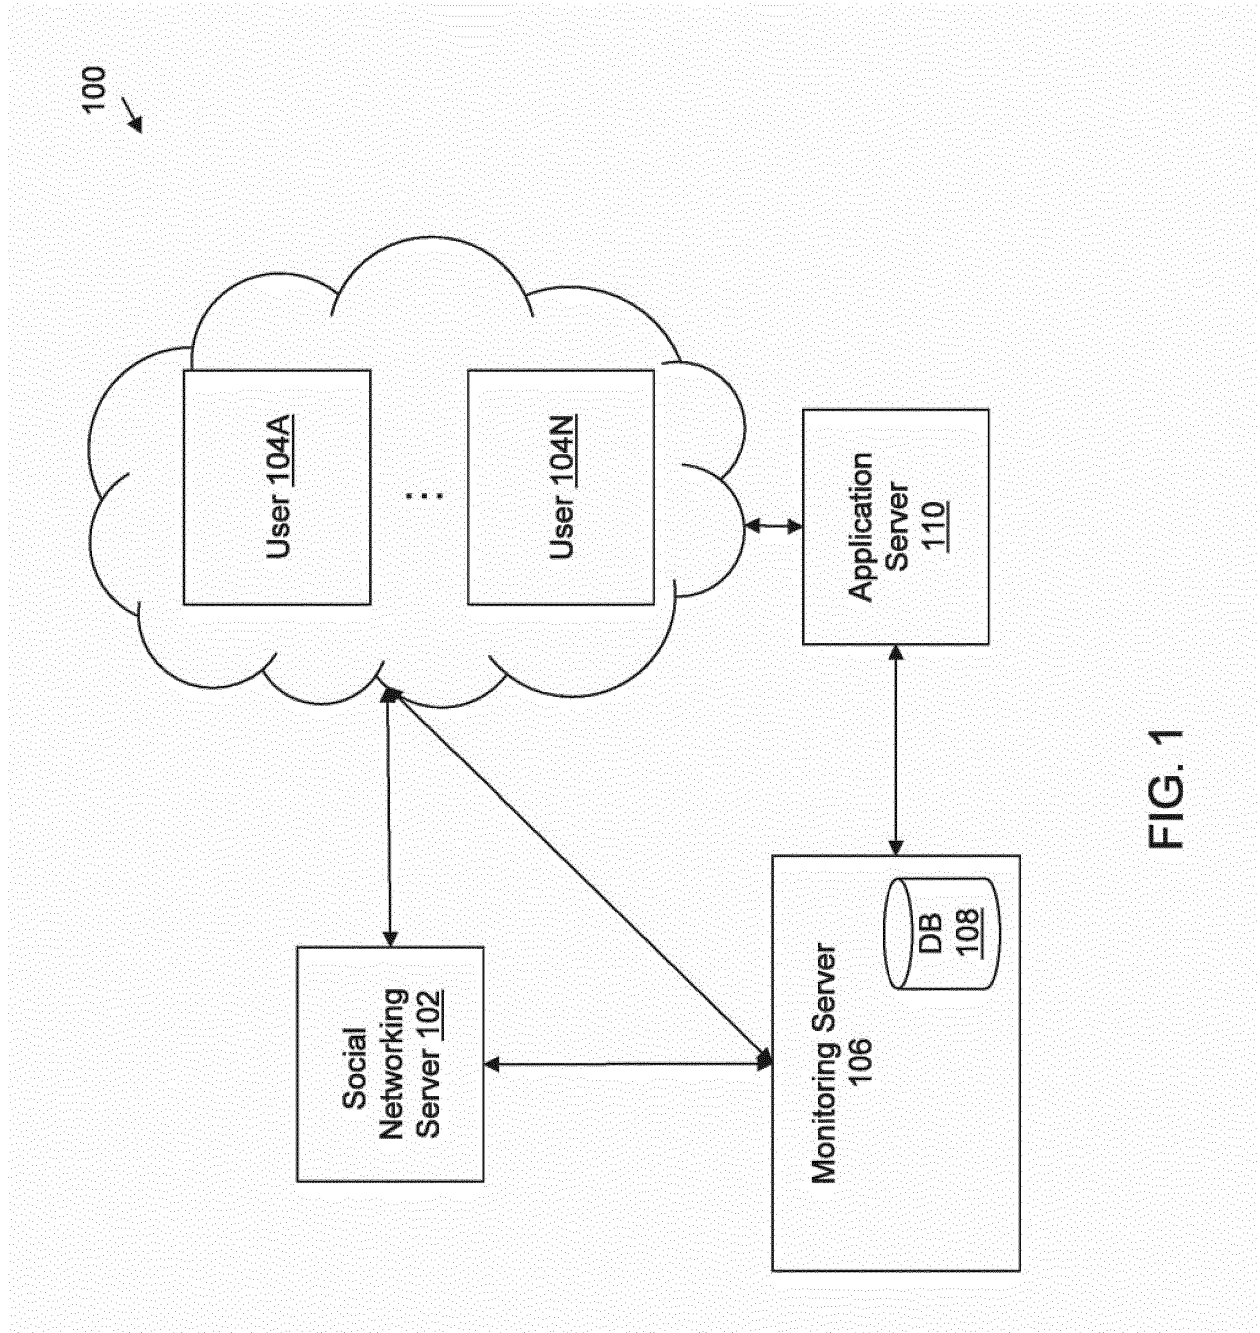 100
User 104A
...
User 104N
Social
Networking
Server 102
Application
Server
110
Monitoring Server
106
DB
108
FIG. 1